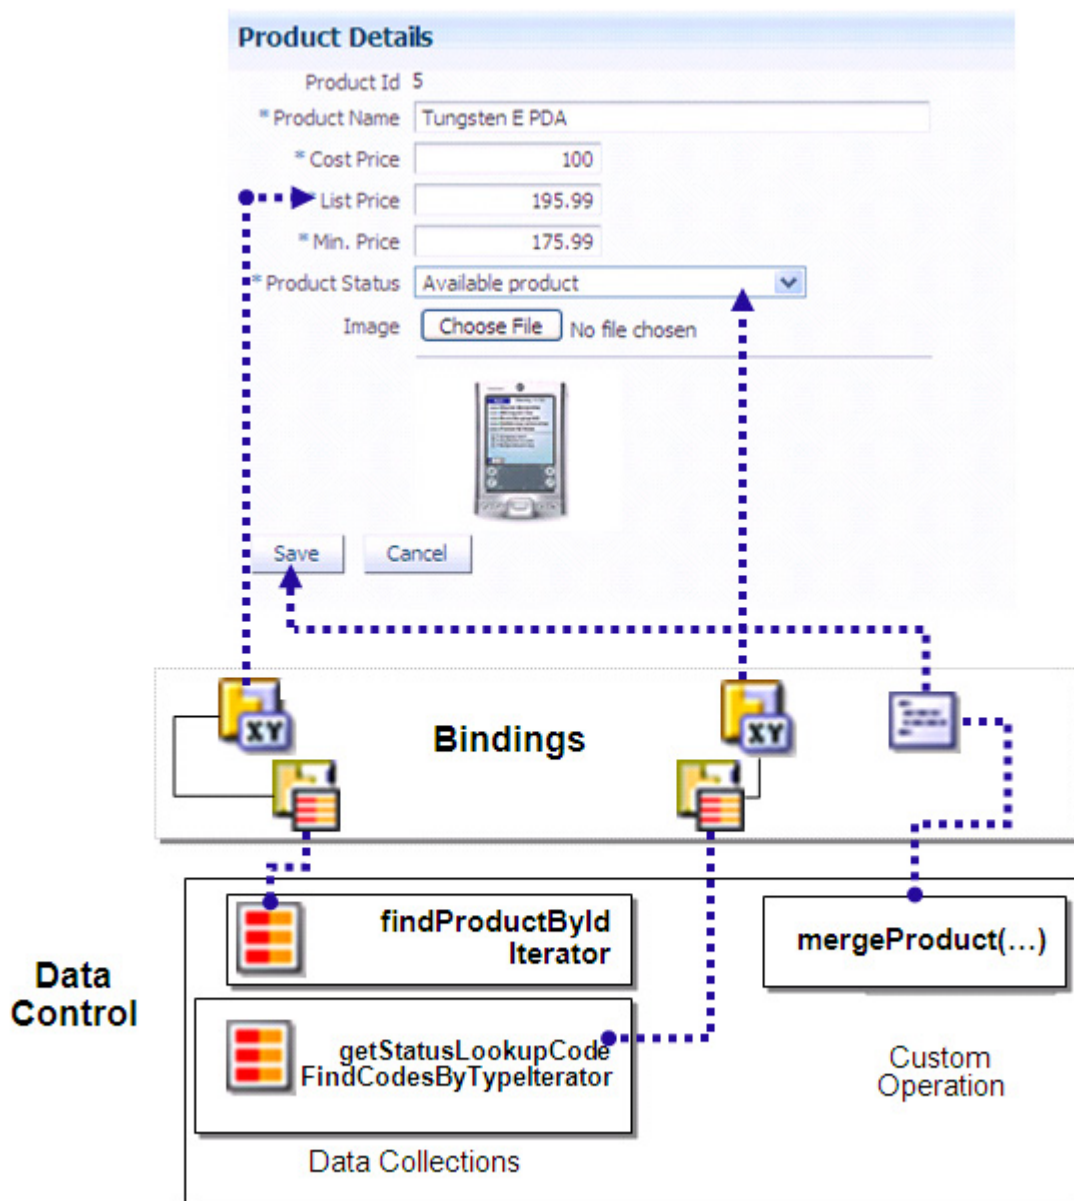 Product Details
Product Id 5
* Product Name Tungsten E PDA
* Cost Price 100
* List Price 195.99
* Min. Price 175.99
* Product Status Available product
Image Choose File No file chosen
Save Cancel
XY
XY
Bindings
Data
Control
findProductById
Iterator
mergeProduct(...)
getStatusLookupCode
FindCodesByTypeIterator
Custom
Operation
Data Collections